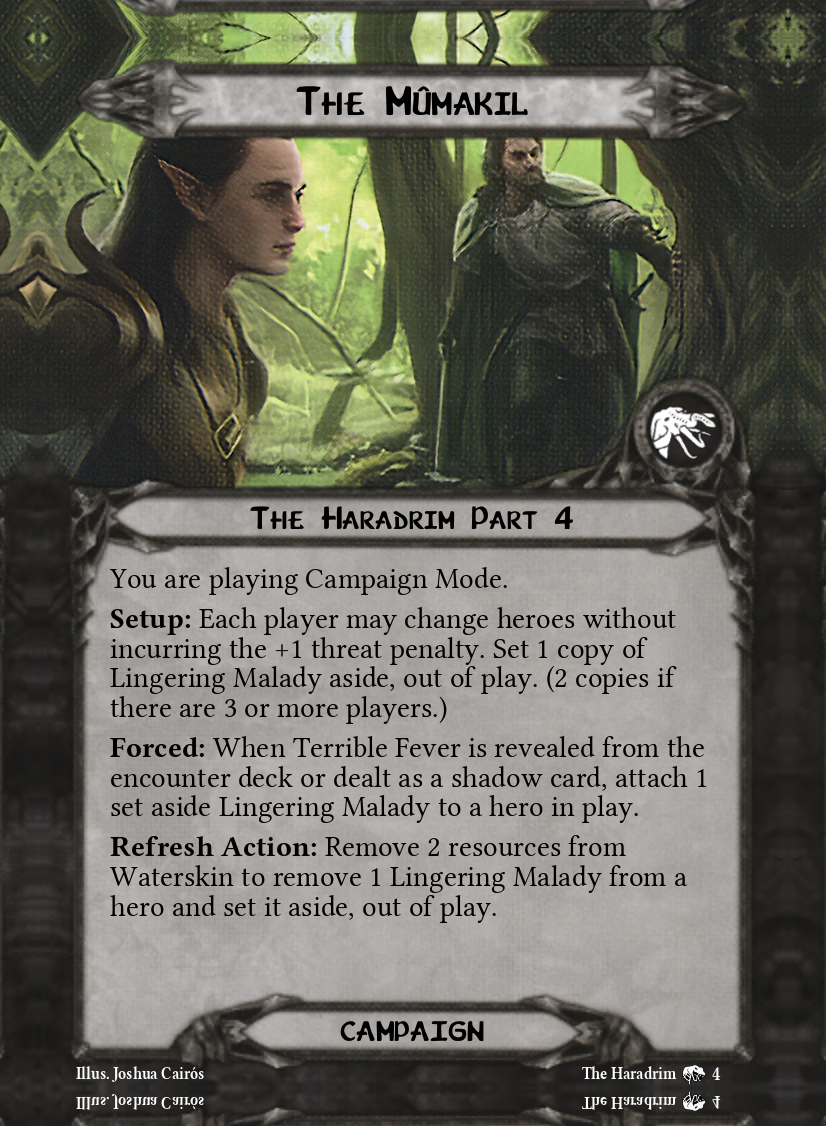 The Mûmakil
The Haradrim Part 4
You are playing Campaign Mode.
Setup: Each player may change heroes without
incurring the +1 threat penalty. Set 1 copy of
Lingering Malady aside, out of play. (2 copies if
there are 3 or more players.)
Forced: When Terrible Fever is revealed from the
encounter deck or dealt as a shadow card, attach 1
set aside Lingering Malady to a hero in play.
Refresh Action: Remove 2 resources from
Waterskin to remove 1 Lingering Malady from a
hero and set it aside, out of play.
CAMPAIGN
Illus. Joshua Cairós
The Haradrim 4
Illus. Joshua Cairós
The Haradrim 4